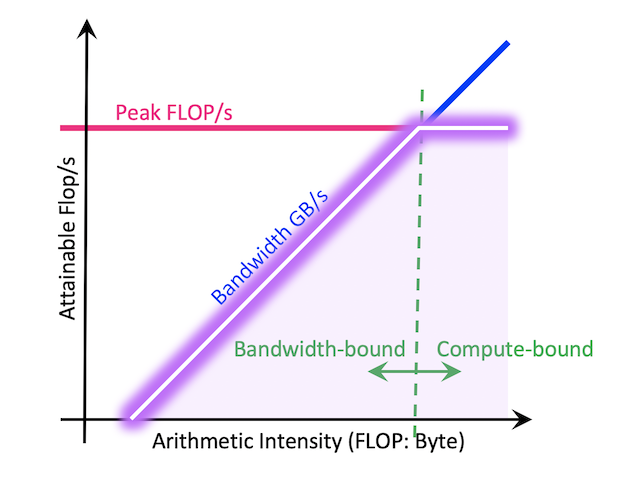 Peak FLOP/s
Attainable Flop/s
Bandwidth GB/s
Bandwidth-bound
Compute-bound
Arithmetic Intensity (FLOP: Byte)